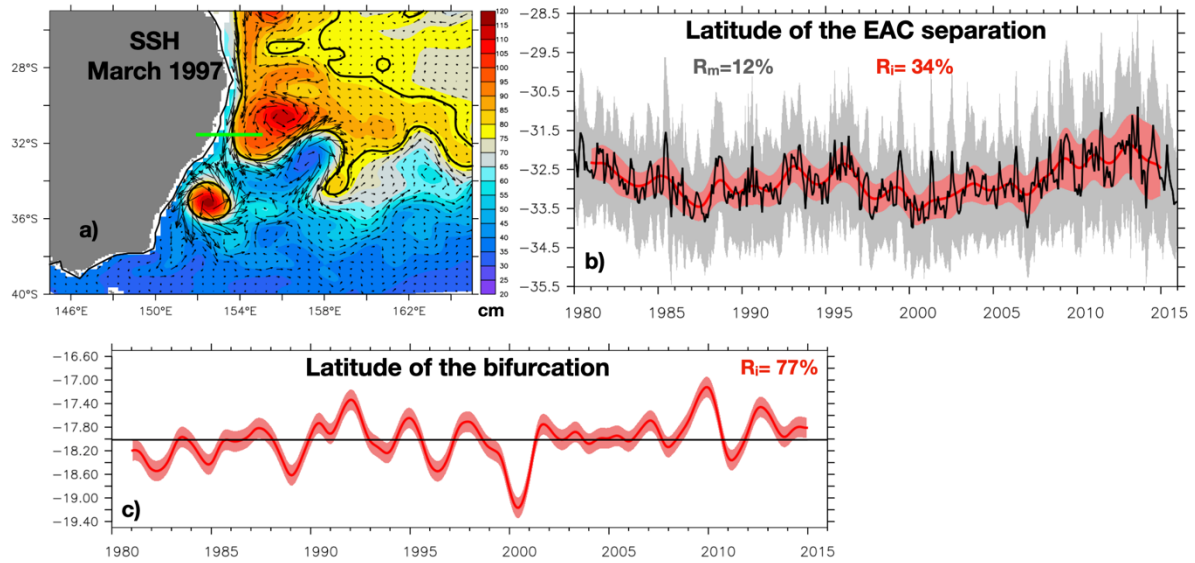 SSH
March 1997
28°S
32°S
36°S
40°S
a)
146°E 150°E 154°E 158°E 162°E
120
110
105
100
95
90
85
80
75
70
65
60
55
50
45
40
35
30
25
20
cm
Latitude of the EAC separation
Rm=12% Ri= 34%
−28.5
−29.5
−30.5
−31.5
−32.5
−33.5
−34.5
−35.5
b)
1980 1985 1990 1995 2000 2005 2010 2015
Latitude of the bifurcation
Ri= 77%
−16.60
−17.00
−17.40
−17.80
−18.20
−18.60
−19.00
−19.40
c)
1980 1985 1990 1995 2000 2005 2010 2015